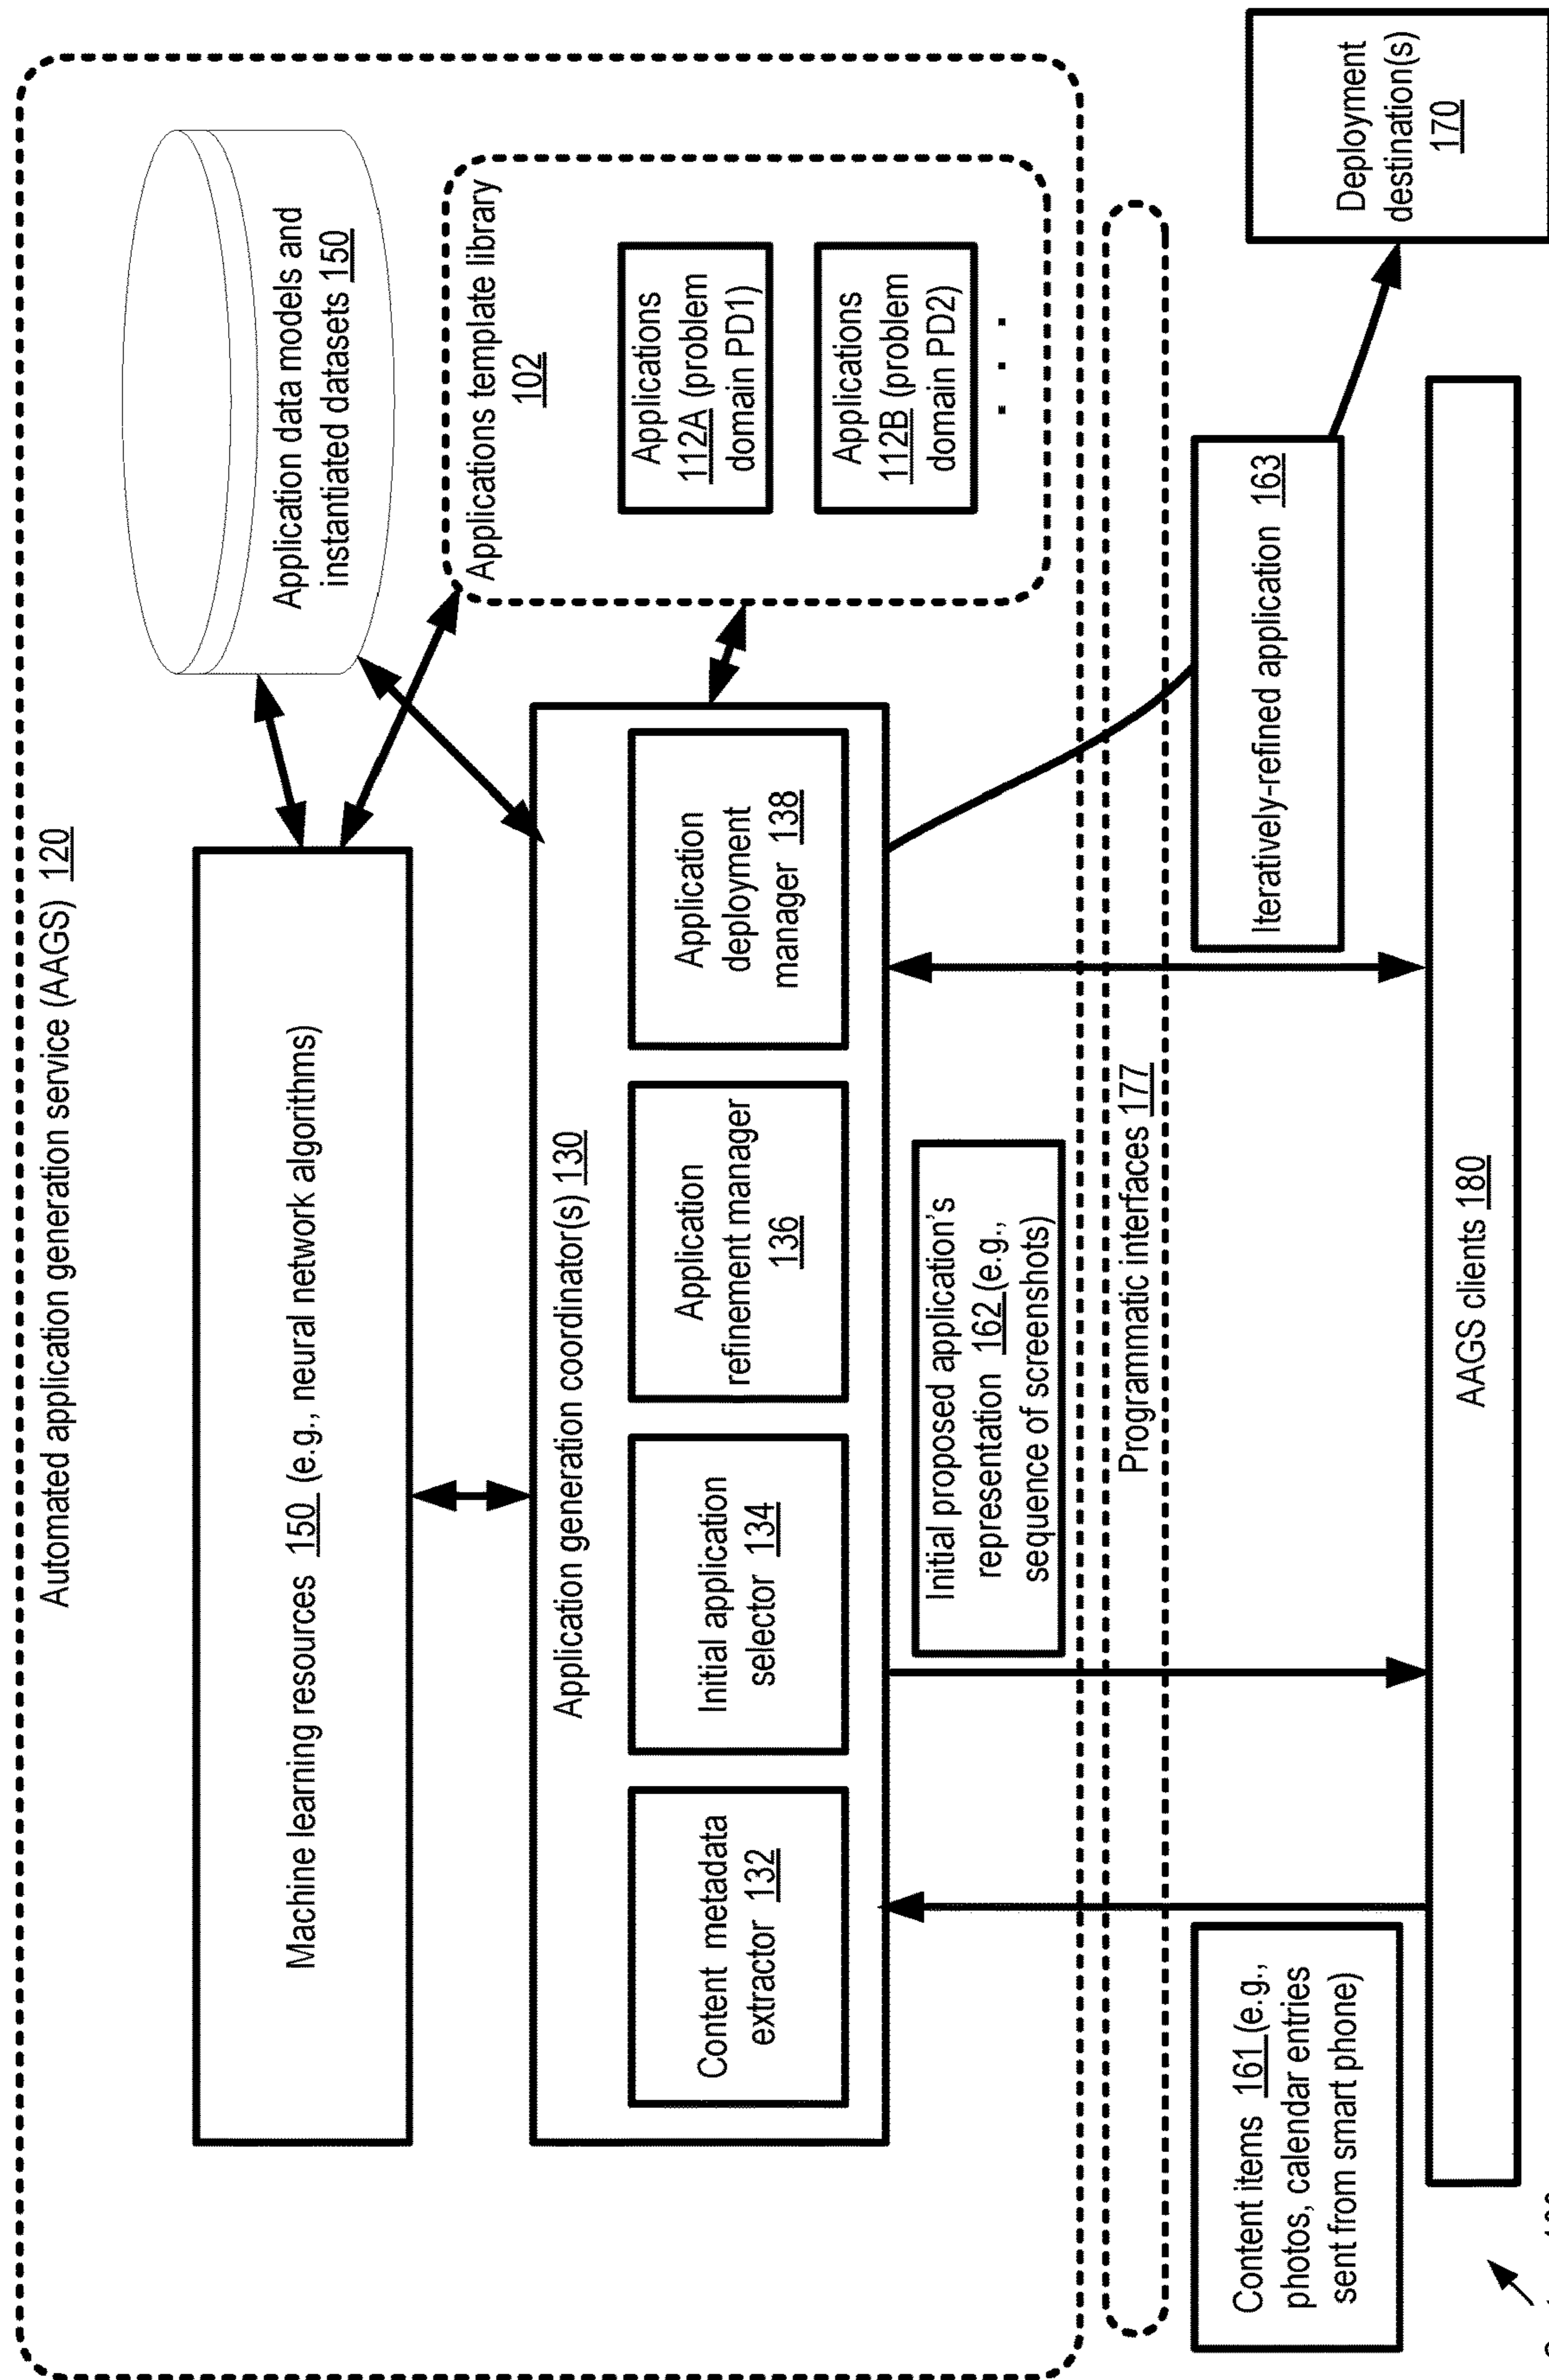 Automated application generation service (AAGS) 120
Machine learning resources 150 (e.g., neural network algorithms)
Application data models and
instantiated datasets 150
Application generation coordinator(s) 130
Content metadata
extractor 132
Initial application
selector 134
Application
refinement manager
136
Application
deployment
manager 138
Applications template library
102
Applications
112A (problem
domain PD1)
Applications
112B (problem
domain PD2)
. . .
Initial proposed application’s
representation 162 (e.g.,
sequence of screenshots)
Programmatic interfaces 177
Content items 161 (e.g.,
photos, calendar entries
sent from smart phone)
Iteratively-refined application 163
Deployment
destination(s)
170
AAGS clients 180